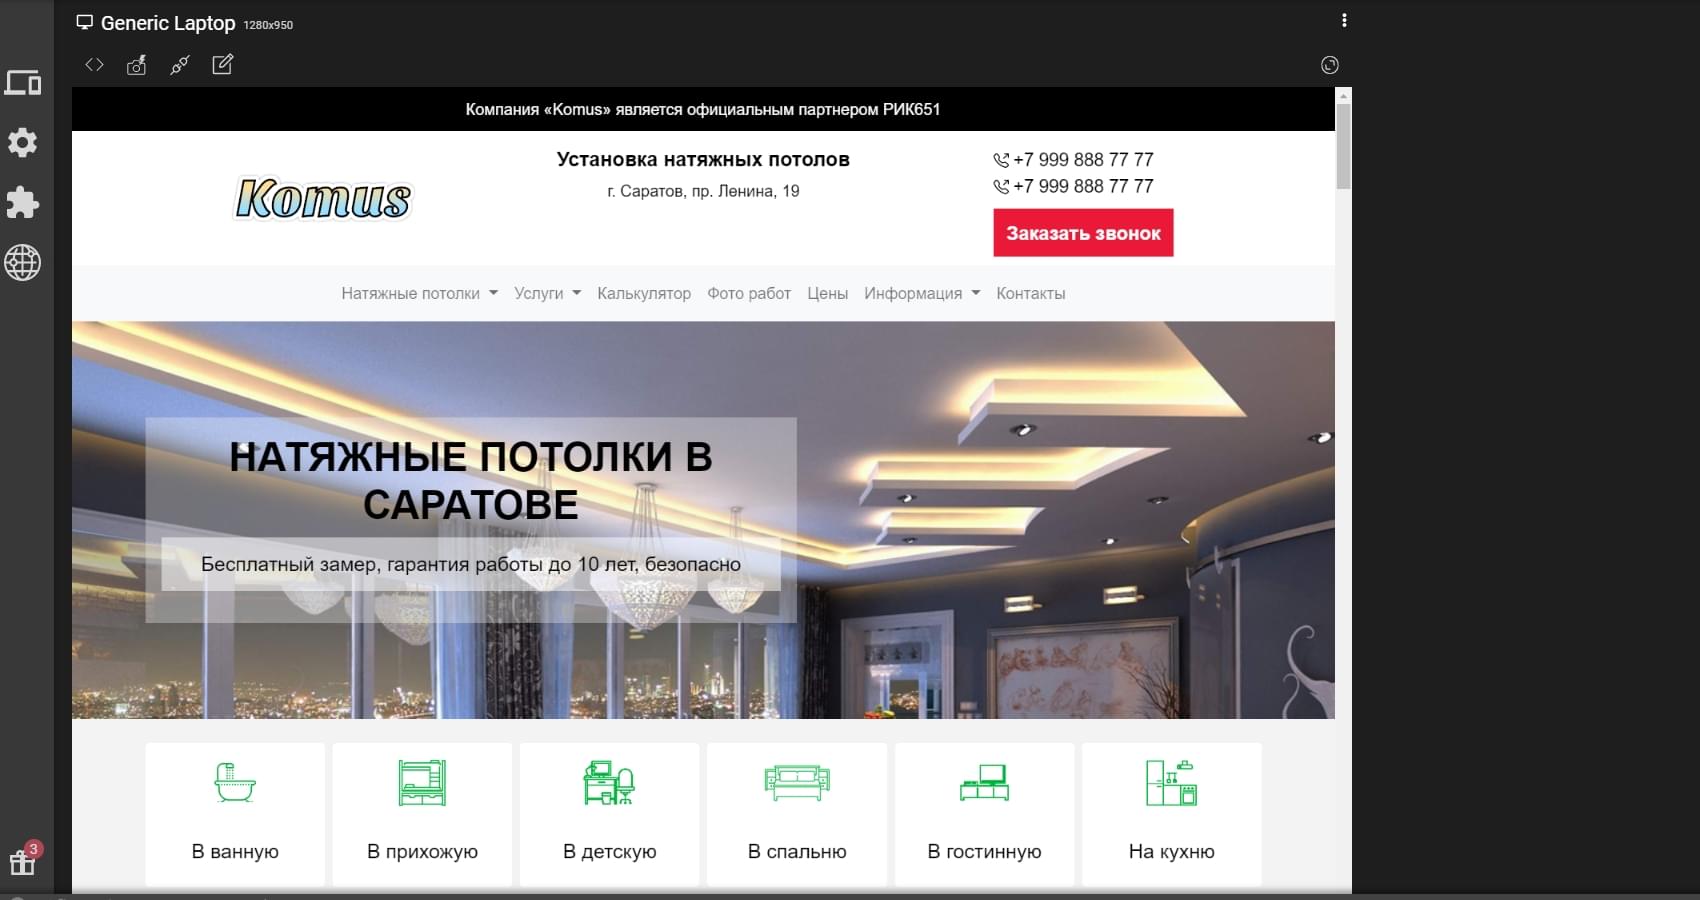 Generic Laptop 1280x950
Компания «Komus» является официальным партнером РИК651
Komus
Установка натяжных потолов
г. Саратов, пр. Ленина, 19
+7 999 888 77 77
+7 999 888 77 77
Заказать звонок
Натяжные потолки Услуги Калькулятор Фото работ Цены Информация Контакты
НАТЯЖНЫЕ ПОТОЛКИ В
САРАТОВЕ
Бесплатный замер, гарантия работы до 10 лет, безопасно
В ванную В прихожую В детскую В спальню В гостинную На кухню
3